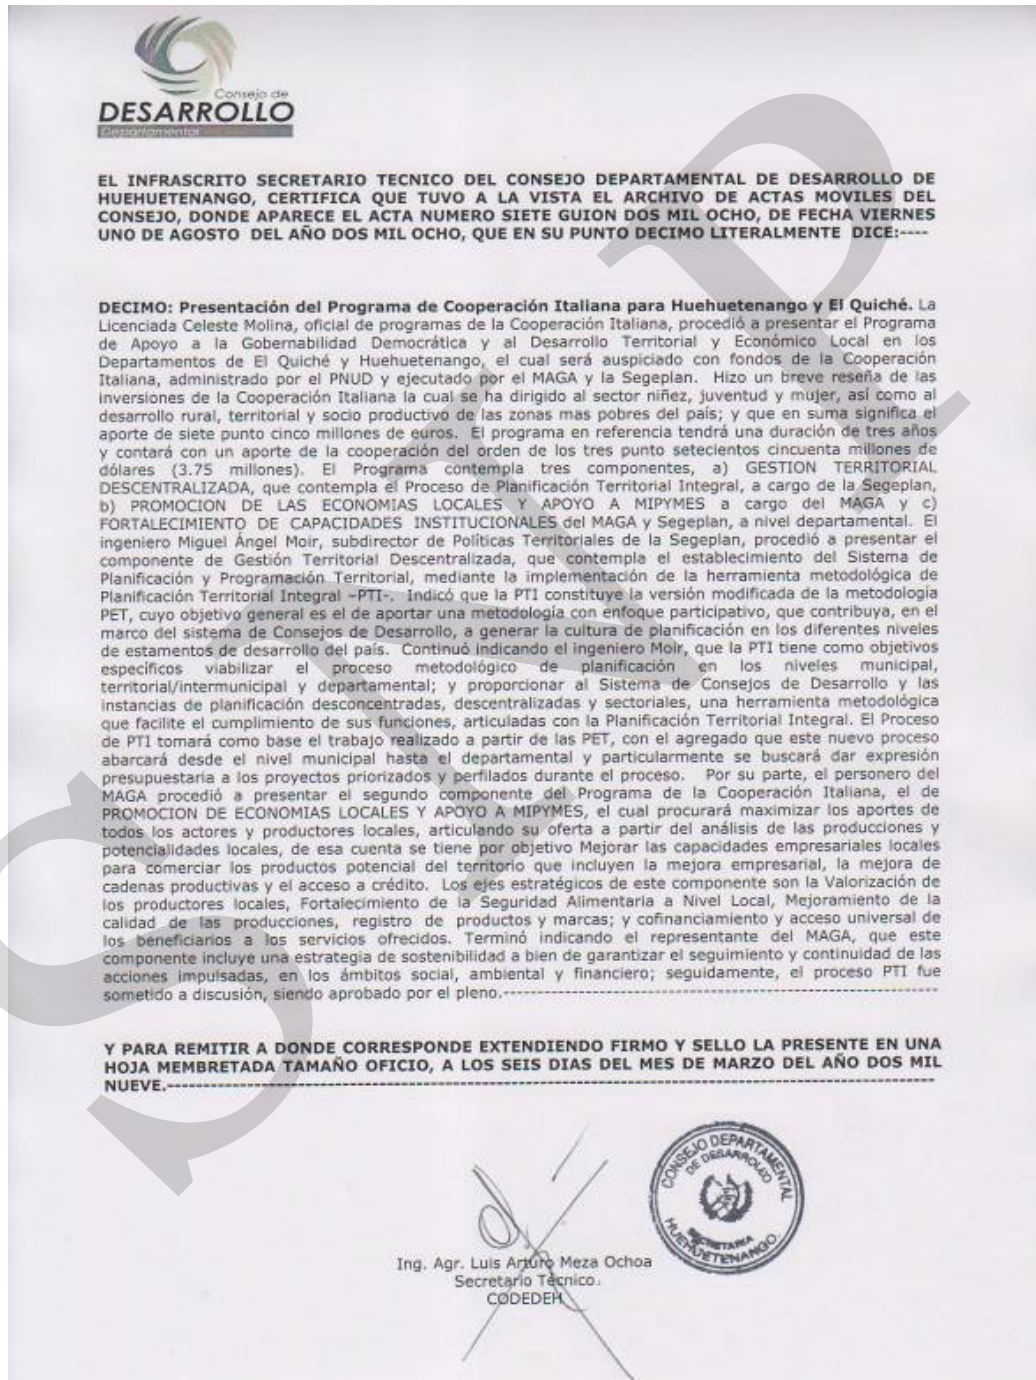 Consejo de
DESARROLLO
Departamental
EL INFRASCRITO SECRETARIO TECNICO DEL CONSEJO DEPARTAMENTAL DE DESARROLLO DE
HUEHUETENANGO, CERTIFICA QUE TUVO A LA VISTA EL ARCHIVO DE ACTAS MOVILES DEL
CONSEJO, DONDE APARECE EL ACTA NUMERO SIETE GUION DOS MIL OCHO, DE FECHA VIERNES
UNO DE AGOSTO DEL AÑO DOS MIL OCHO, QUE EN SU PUNTO DECIMO LITERALMENTE DICE:----
DECIMO: Presentación del Programa de Cooperación Italiana para Huehuetenango y El Quiché. La
Licenciada Celeste Molina, oficial de programas de la Cooperación Italiana, procedió a presentar el Programa
de Apoyo a la Gobernabilidad Democrática y al Desarrollo Territorial y Económico Local en los
Departamentos de El Quiché y Huehuetenango, el cual será auspiciado con fondos de la Cooperación
Italiana, administrado por el PNUD y ejecutado por el MAGA y la Segeplan. Hizo un breve reseña de las
inversiones de la Cooperación Italiana la cual se ha dirigido al sector niñez, juventud y mujer, así como al
desarrollo rural, territorial y socio productivo de las zonas mas pobres del país; y que en suma significa el
aporte de siete punto cinco millones de euros. El programa en referencia tendrá una duración de tres años
y contará con un aporte de la cooperación del orden de los tres punto setecientos cincuenta millones de
dólares (3.75 millones). El Programa contempla tres componentes, a) GESTION TERRITORIAL
DESCENTRALIZADA, que contempla el Proceso de Planificación Territorial Integral, a cargo de la Segeplan,
b) PROMOCION DE LAS ECONOMIAS LOCALES Y APOYO A MIPYMES a cargo del MAGA y c)
FORTALECIMIENTO DE CAPACIDADES INSTITUCIONALES del MAGA y Segeplan, a nivel departamental. El
ingeniero Miguel Ángel Moir, subdirector de Políticas Territoriales de la Segeplan, procedió a presentar el
componente de Gestión Territorial Descentralizada, que contempla el establecimiento del Sistema de
Planificación y Programación Territorial, mediante la implementación de la herramienta metodológica de
Planificación Territorial Integral –PTI-. Indicó que la PTI constituye la versión modificada de la metodología
PET, cuyo objetivo general es el de aportar una metodología con enfoque participativo, que contribuya, en el
marco del sistema de Consejos de Desarrollo, a generar la cultura de planificación en los diferentes niveles
de estamentos de desarrollo del país. Continuó indicando el ingeniero Moir, que la PTI tiene como objetivos
específicos viabilizar el proceso metodológico de planificación en los niveles municipal,
territorial/intermunicipal y departamental; y proporcionar al Sistema de Consejos de Desarrollo y las
instancias de planificación desconcentradas, descentralizadas y sectoriales, una herramienta metodológica
que facilite el cumplimiento de sus funciones, articuladas con la Planificación Territorial Integral. El Proceso
de PTI tomará como base el trabajo realizado a partir de las PET, con el agregado que este nuevo proceso
abarcará desde el nivel municipal hasta el departamental y particularmente se buscará dar expresión
presupuestaria a los proyectos priorizados y perfilados durante el proceso. Por su parte, el personero del
MAGA procedió a presentar el segundo componente del Programa de la Cooperación Italiana, el de
PROMOCION DE ECONOMIAS LOCALES Y APOYO A MIPYMES, el cual procurará maximizar los aportes de
todos los actores y productores locales, articulando su oferta a partir del análisis de las producciones y
potencialidades locales, de esa cuenta se tiene por objetivo Mejorar las capacidades empresariales locales
para comerciar los productos potencial del territorio que incluyen la mejora empresarial, la mejora de
cadenas productivas y el acceso a crédito. Los ejes estratégicos de este componente son la Valorización de
los productores locales, Fortalecimiento de la Seguridad Alimentaria a Nivel Local, Mejoramiento de la
calidad de las producciones, registro de productos y marcas; y cofinanciamiento y acceso universal de
los beneficiarios a los servicios ofrecidos. Terminó indicando el representante del MAGA, que este
componente incluye una estrategia de sostenibilidad a bien de garantizar el seguimiento y continuidad de las
acciones impulsadas, en los ámbitos social, ambiental y financiero; seguidamente, el proceso PTI fue
sometido a discusión, siendo aprobado por el pleno.------------------------------------------------
Y PARA REMITIR A DONDE CORRESPONDE EXTENDIENDO FIRMO Y SELLO LA PRESENTE EN UNA
HOJA MEMBRETADA TAMAÑO OFICIO, A LOS SEIS DIAS DEL MES DE MARZO DEL AÑO DOS MIL
NUEVE.------------------------------------------------------------------------------------
CONSEJO DEPARTAMENTAL
DE DESARROLLO
SECRETARIA
HUEHUETENANGO
Ing. Agr. Luis Arturo Meza Ochoa
Secretario Técnico.
CODEDEH